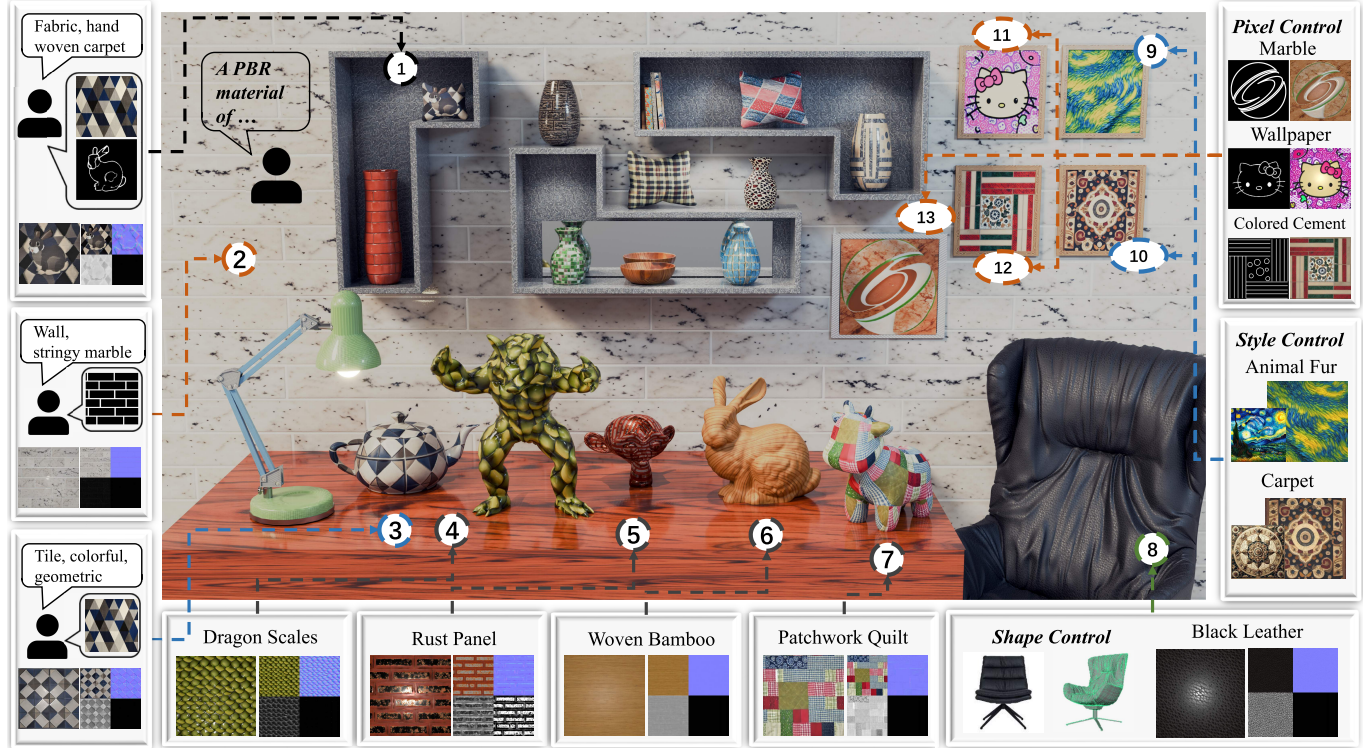 Fabric, hand
woven carpet
A PBR
material
of ...
1
2
3
4
5
6
7
8
9
10
11
12
13
Wall,
stringy marble
Tile, colorful,
geometric
Pixel Control
Marble
Wallpaper
Colored Cement
Style Control
Animal Fur
Carpet
Dragon Scales
Rust Panel
Woven Bamboo
Patchwork Quilt
Shape Control
Black Leather